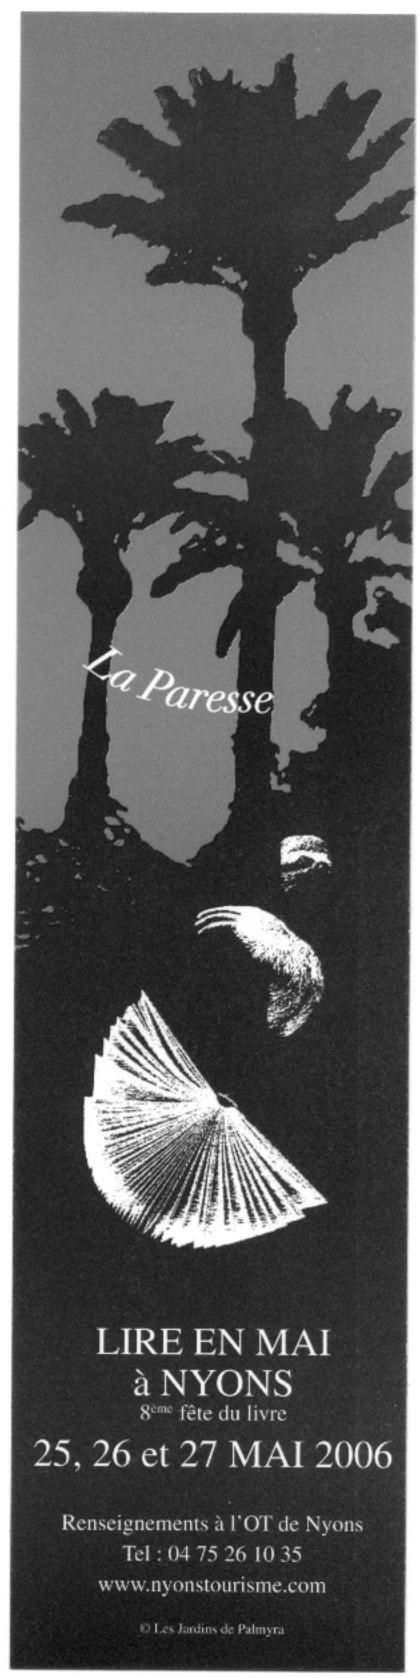 La Paresse
LIRE EN MAI
à NYONS
8ème fête du livre
25, 26 et 27 MAI 2006
Renseignements à l'OT de Nyons
Tel : 04 75 26 10 35
www.nyonstourisme.com
© Les Jardins de Palmyra